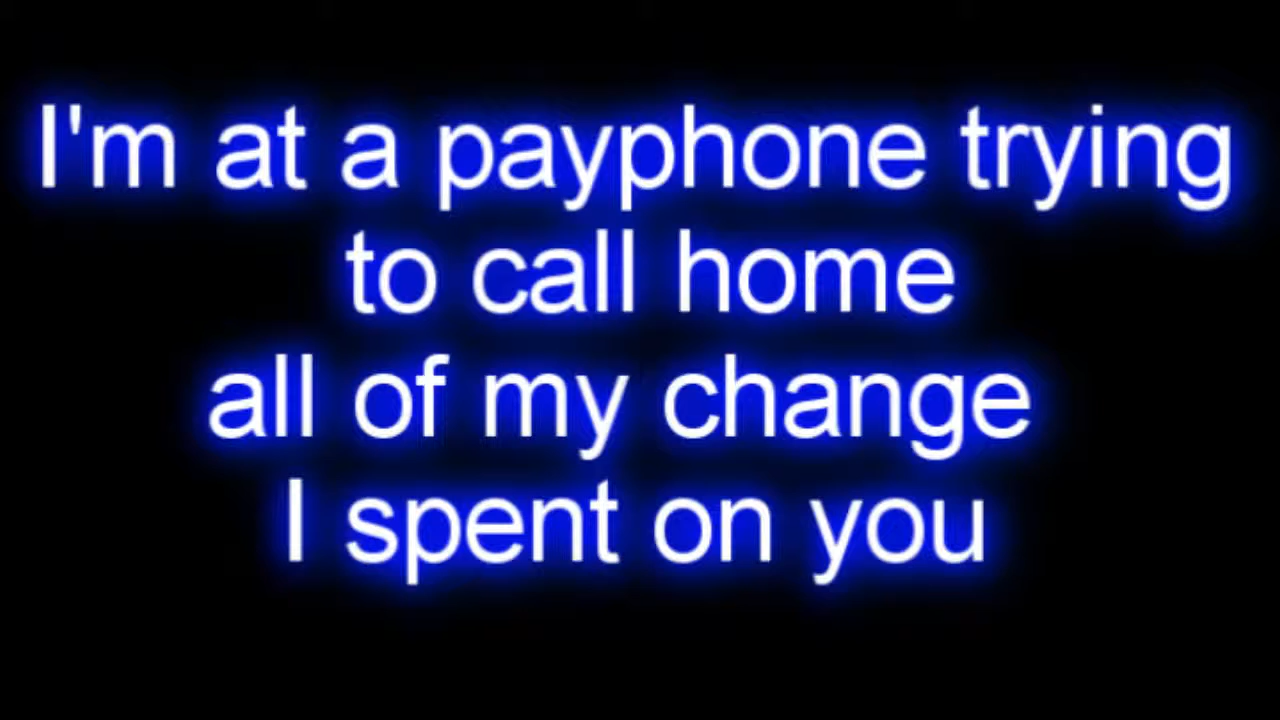 I'm at a payphone trying
to call home
all of my change
I spent on you